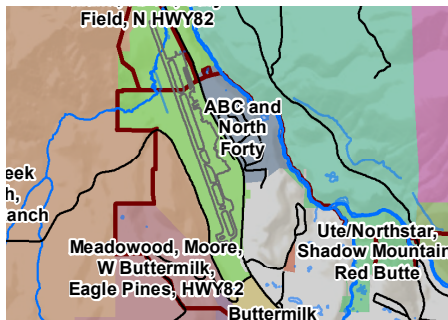 Field, N HWY82
ABC and
North
Forty
eek
h,
anch
Meadowood, Moore,
W Buttermilk,
Eagle Pines, HWY82
Ute/Northstar,
Shadow Mountain
Red Butte
Buttermilk